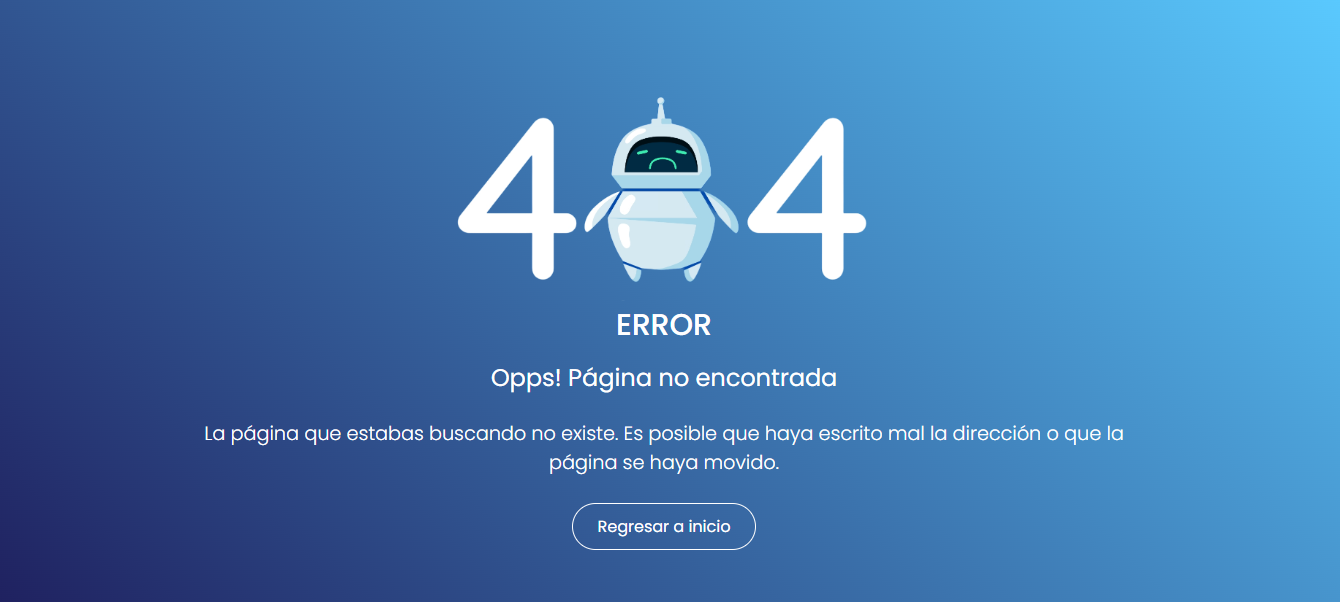 4 4
ERROR
Opps! Página no encontrada
La página que estabas buscando no existe. Es posible que haya escrito mal la dirección o que la
página se haya movido.
Regresar a inicio